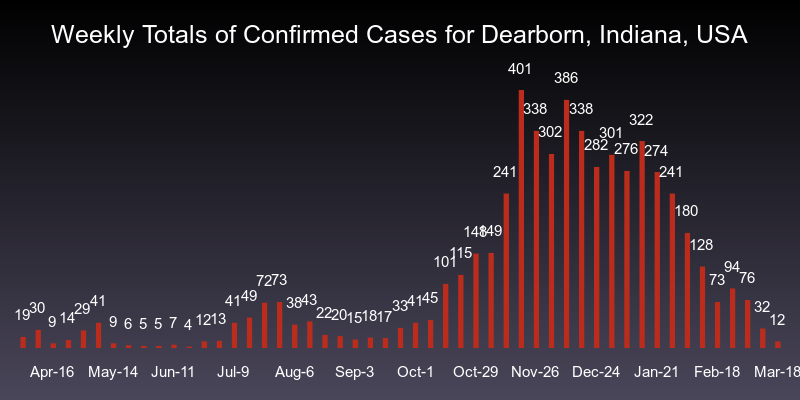 Weekly Totals of Confirmed Cases for Dearborn, Indiana, USA
19 30 9 14 29 41 9 6 5 5 7 4 12 13 41 49 72 73 38 43 22 20 15 18 17 33 41 45 101 115 148 149 241 401 338 302 386 338 282 301 276 322 274 241 180 128 73 94 76 32 12
Apr-16 May-14 Jun-11 Jul-9 Aug-6 Sep-3 Oct-1 Oct-29 Nov-26 Dec-24 Jan-21 Feb-18 Mar-18